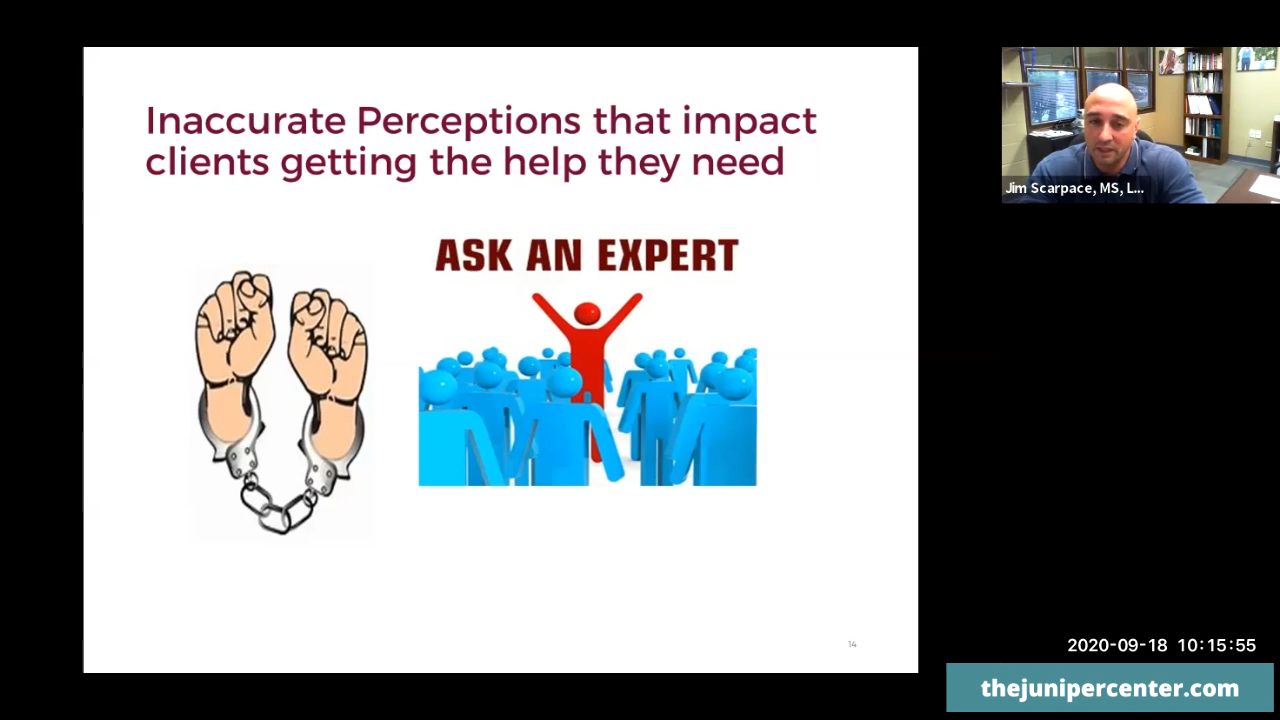 Inaccurate Perceptions that impact
clients getting the help they need
ASK AN EXPERT
14
Jim Scarpace, MS, L...
2020-09-18 10:15:55
thejunipercenter.com